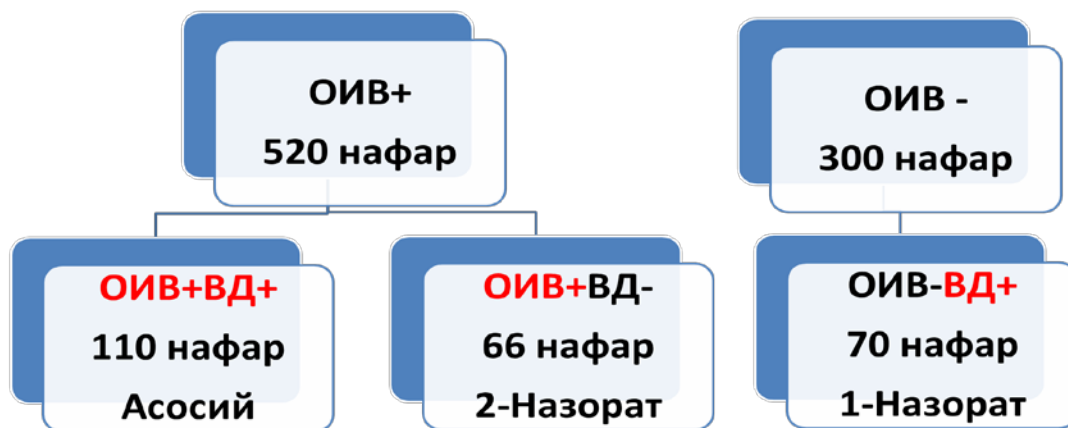 ОИВ+
520 нафар
ОИВ -
300 нафар
ОИВ+ВД+
110 нафар
Асосий
ОИВ+ВД-
66 нафар
2-Назорат
ОИВ-ВД+
70 нафар
1-Назорат